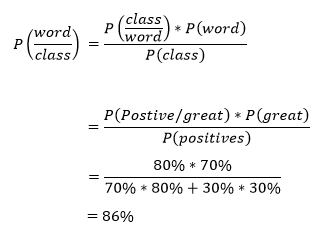 P(word/class) = P(class/word) * P(word) / P(class)
= P(Postive/great) * P(great) / P(positives)
= 80% * 70% / 70% * 80% + 30% * 30%
= 86%